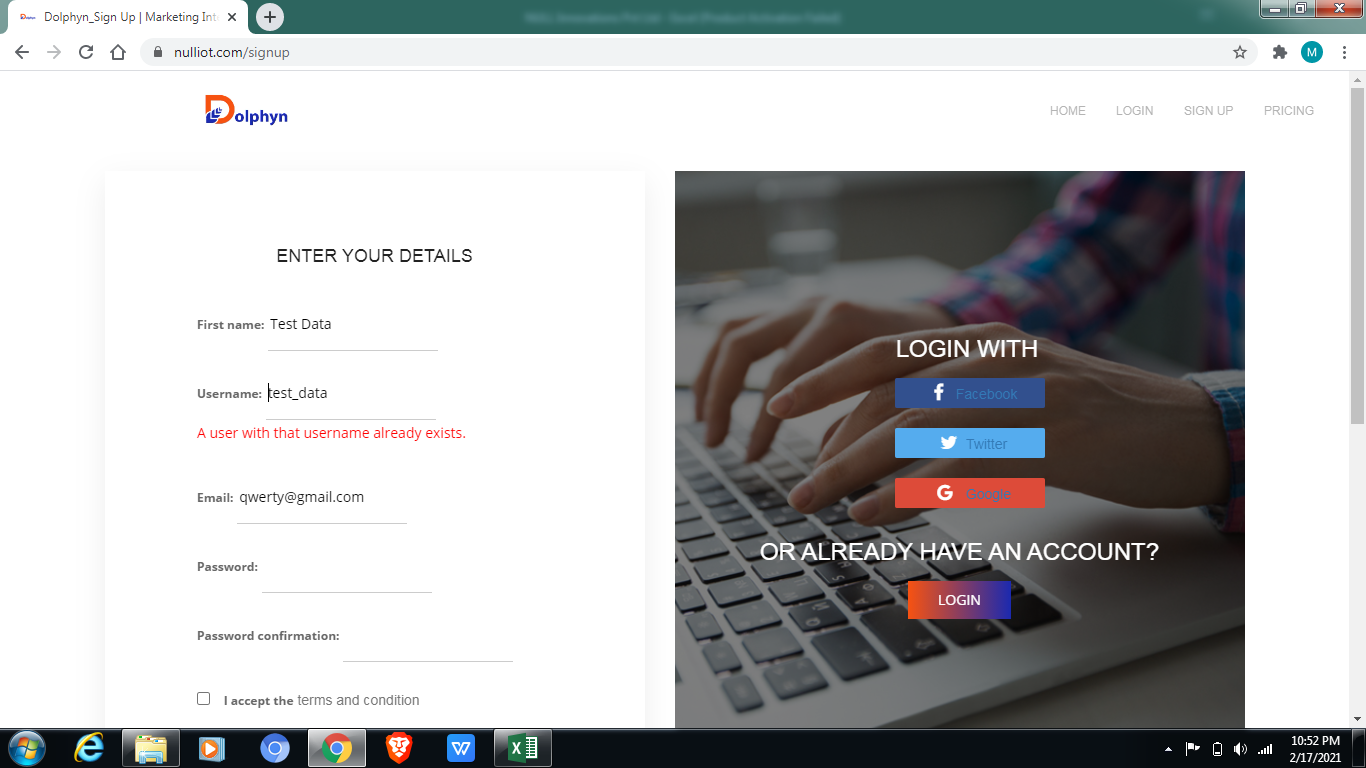 Dolphyn_Sign Up | Marketing Int
nulliot.com/signup
M
Dolphyn
HOME LOGIN SIGN UP PRICING
ENTER YOUR DETAILS
First name: Test Data
Username: test_data
A user with that username already exists.
Email: qwerty@gmail.com
Password:
Password confirmation:
I accept the terms and condition
LOGIN WITH
Facebook
Twitter
Google
OR ALREADY HAVE AN ACCOUNT?
LOGIN
10:52 PM
2/17/2021